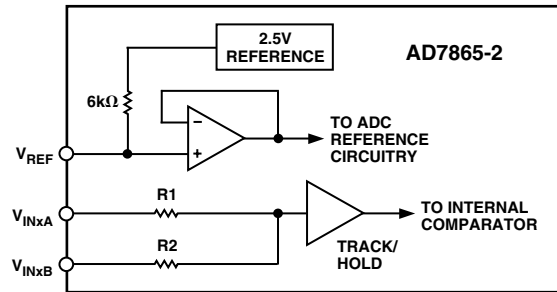 2.5V
REFERENCE
AD7865-2
6kΩ
−
+
TO ADC
REFERENCE
CIRCUITRY
VREF
VINxA
R1
TO INTERNAL
COMPARATOR
R2
TRACK/
HOLD
VINxB